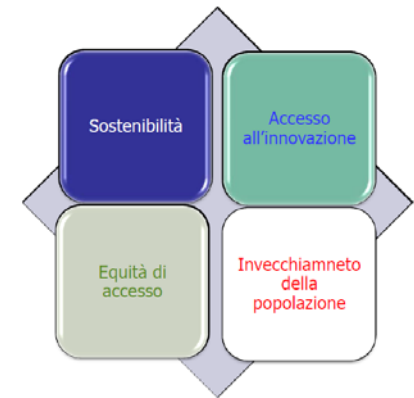 Sostenibilità
Accesso
all'innovazione
Equità di
accesso
Invecchiamneto
della
popolazione